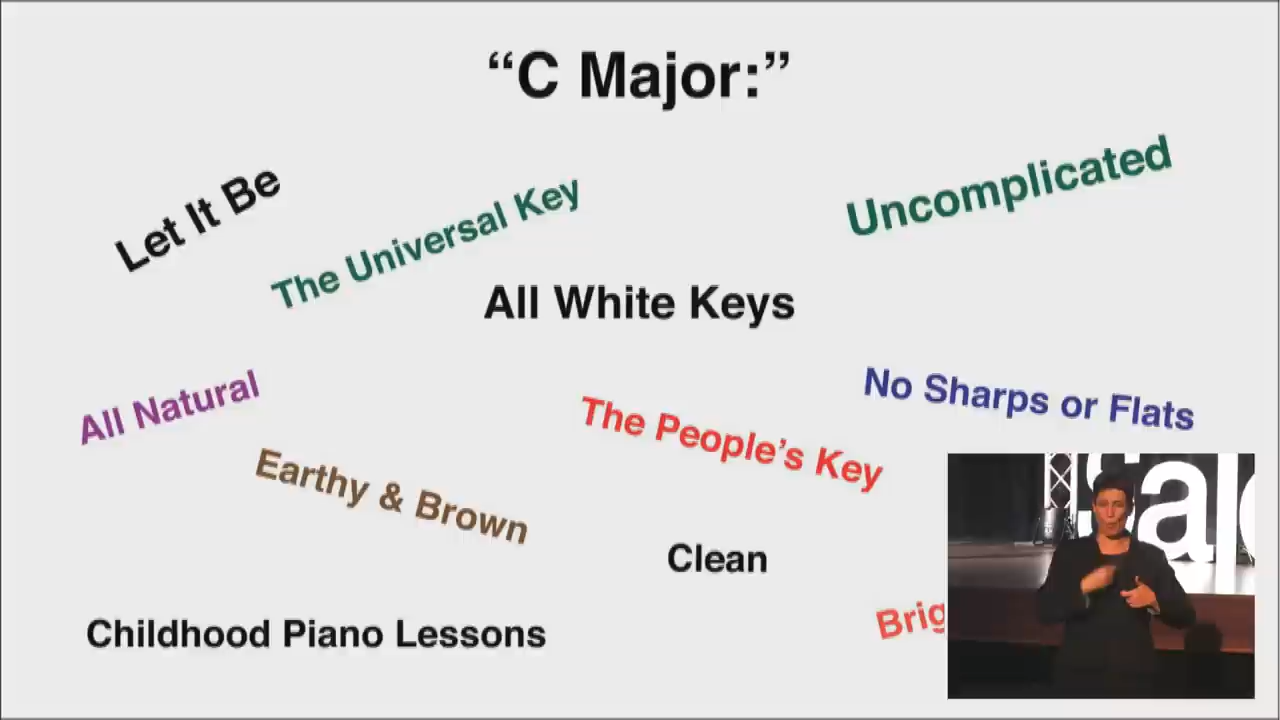 “C Major:”
Let It Be
The Universal Key
Uncomplicated
All White Keys
All Natural
No Sharps or Flats
The People’s Key
Earthy & Brown
Clean
Childhood Piano Lessons